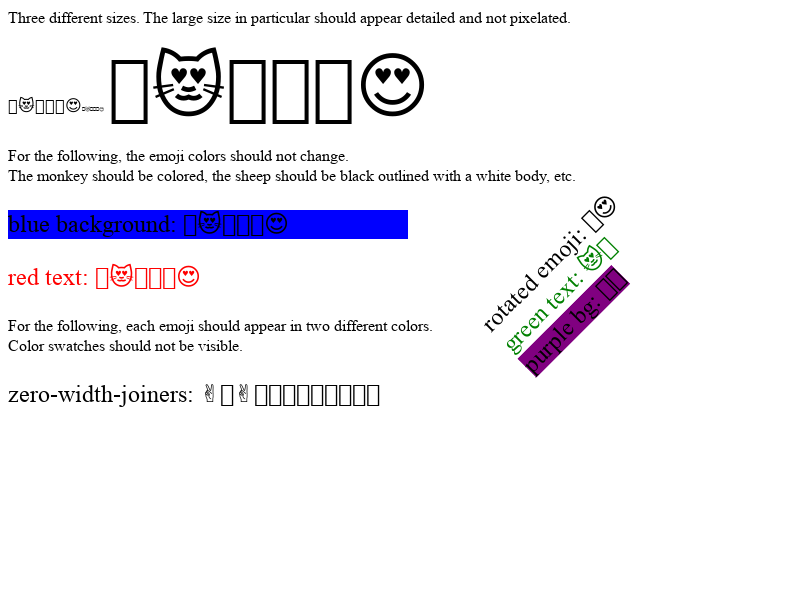 Three different sizes. The large size in particular should appear detailed and not pixelated.
😻😍 😻😍
For the following, the emoji colors should not change.
The monkey should be colored, the sheep should be black outlined with a white body, etc.
blue background: 😻😍
red text: 😻😍
rotated emoji: 😍
green text: 😻
purple bg:
For the following, each emoji should appear in two different colors.
Color swatches should not be visible.
zero-width-joiners: ✌✌